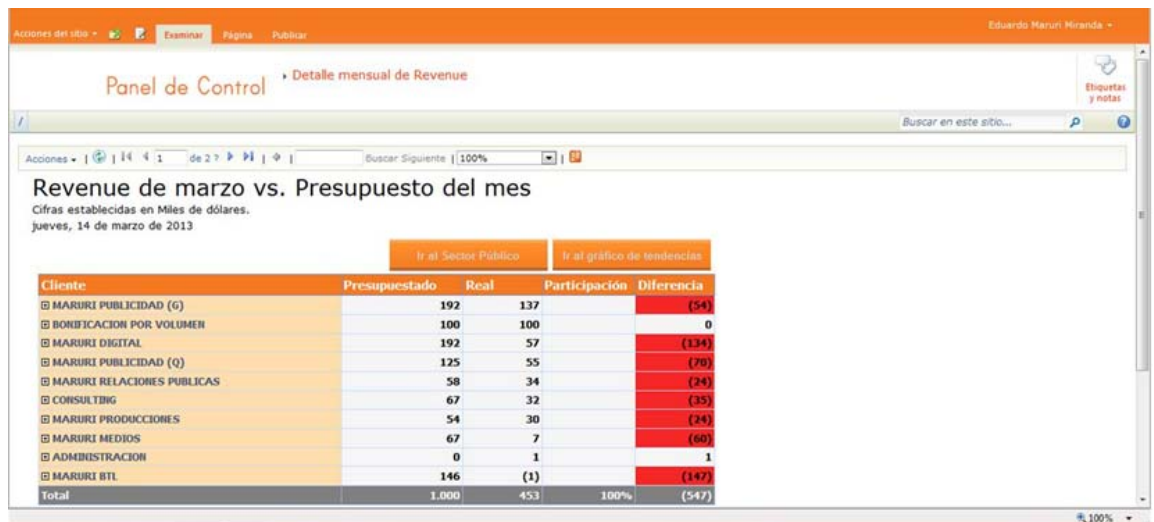 Eduardo Maruri Miranda
Acciones del sitio Examinar Página Publicar
Panel de Control Detalle mensual de Revenue
Etiquetas y notas
/ Buscar en este sitio...
Acciones 1 de 2 ? Buscar Siguiente 100%
Revenue de marzo vs. Presupuesto del mes
Cifras establecidas en Miles de dólares.
jueves, 14 de marzo de 2013
Ir al Sector Público Ir al gráfico de tendencias
Cliente Presupuestado Real Participación Diferencia
MARURI PUBLICIDAD (G) 192 137 (54)
BONIFICACION POR VOLUMEN 100 100 0
MARURI DIGITAL 192 57 (134)
MARURI PUBLICIDAD (Q) 125 55 (70)
MARURI RELACIONES PUBLICAS 58 34 (24)
CONSULTING 67 32 (35)
MARURI PRODUCCIONES 54 30 (24)
MARURI MEDIOS 67 7 (60)
ADMINISTRACION 0 1 1
MARURI BTL 146 (1) (147)
Total 1.000 453 100% (547)
100%